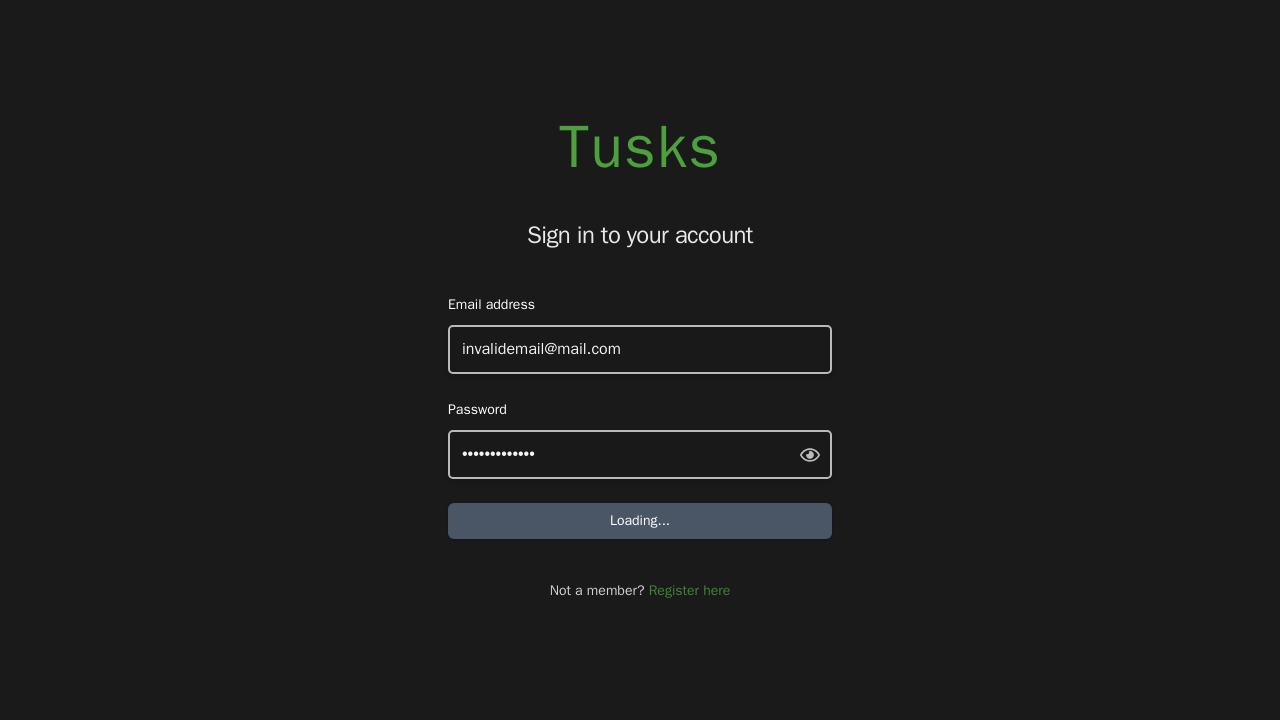 Tusks
Sign in to your account
Email address
invalidemail@mail.com
Password
•••••••••••••
Loading...
Not a member? Register here